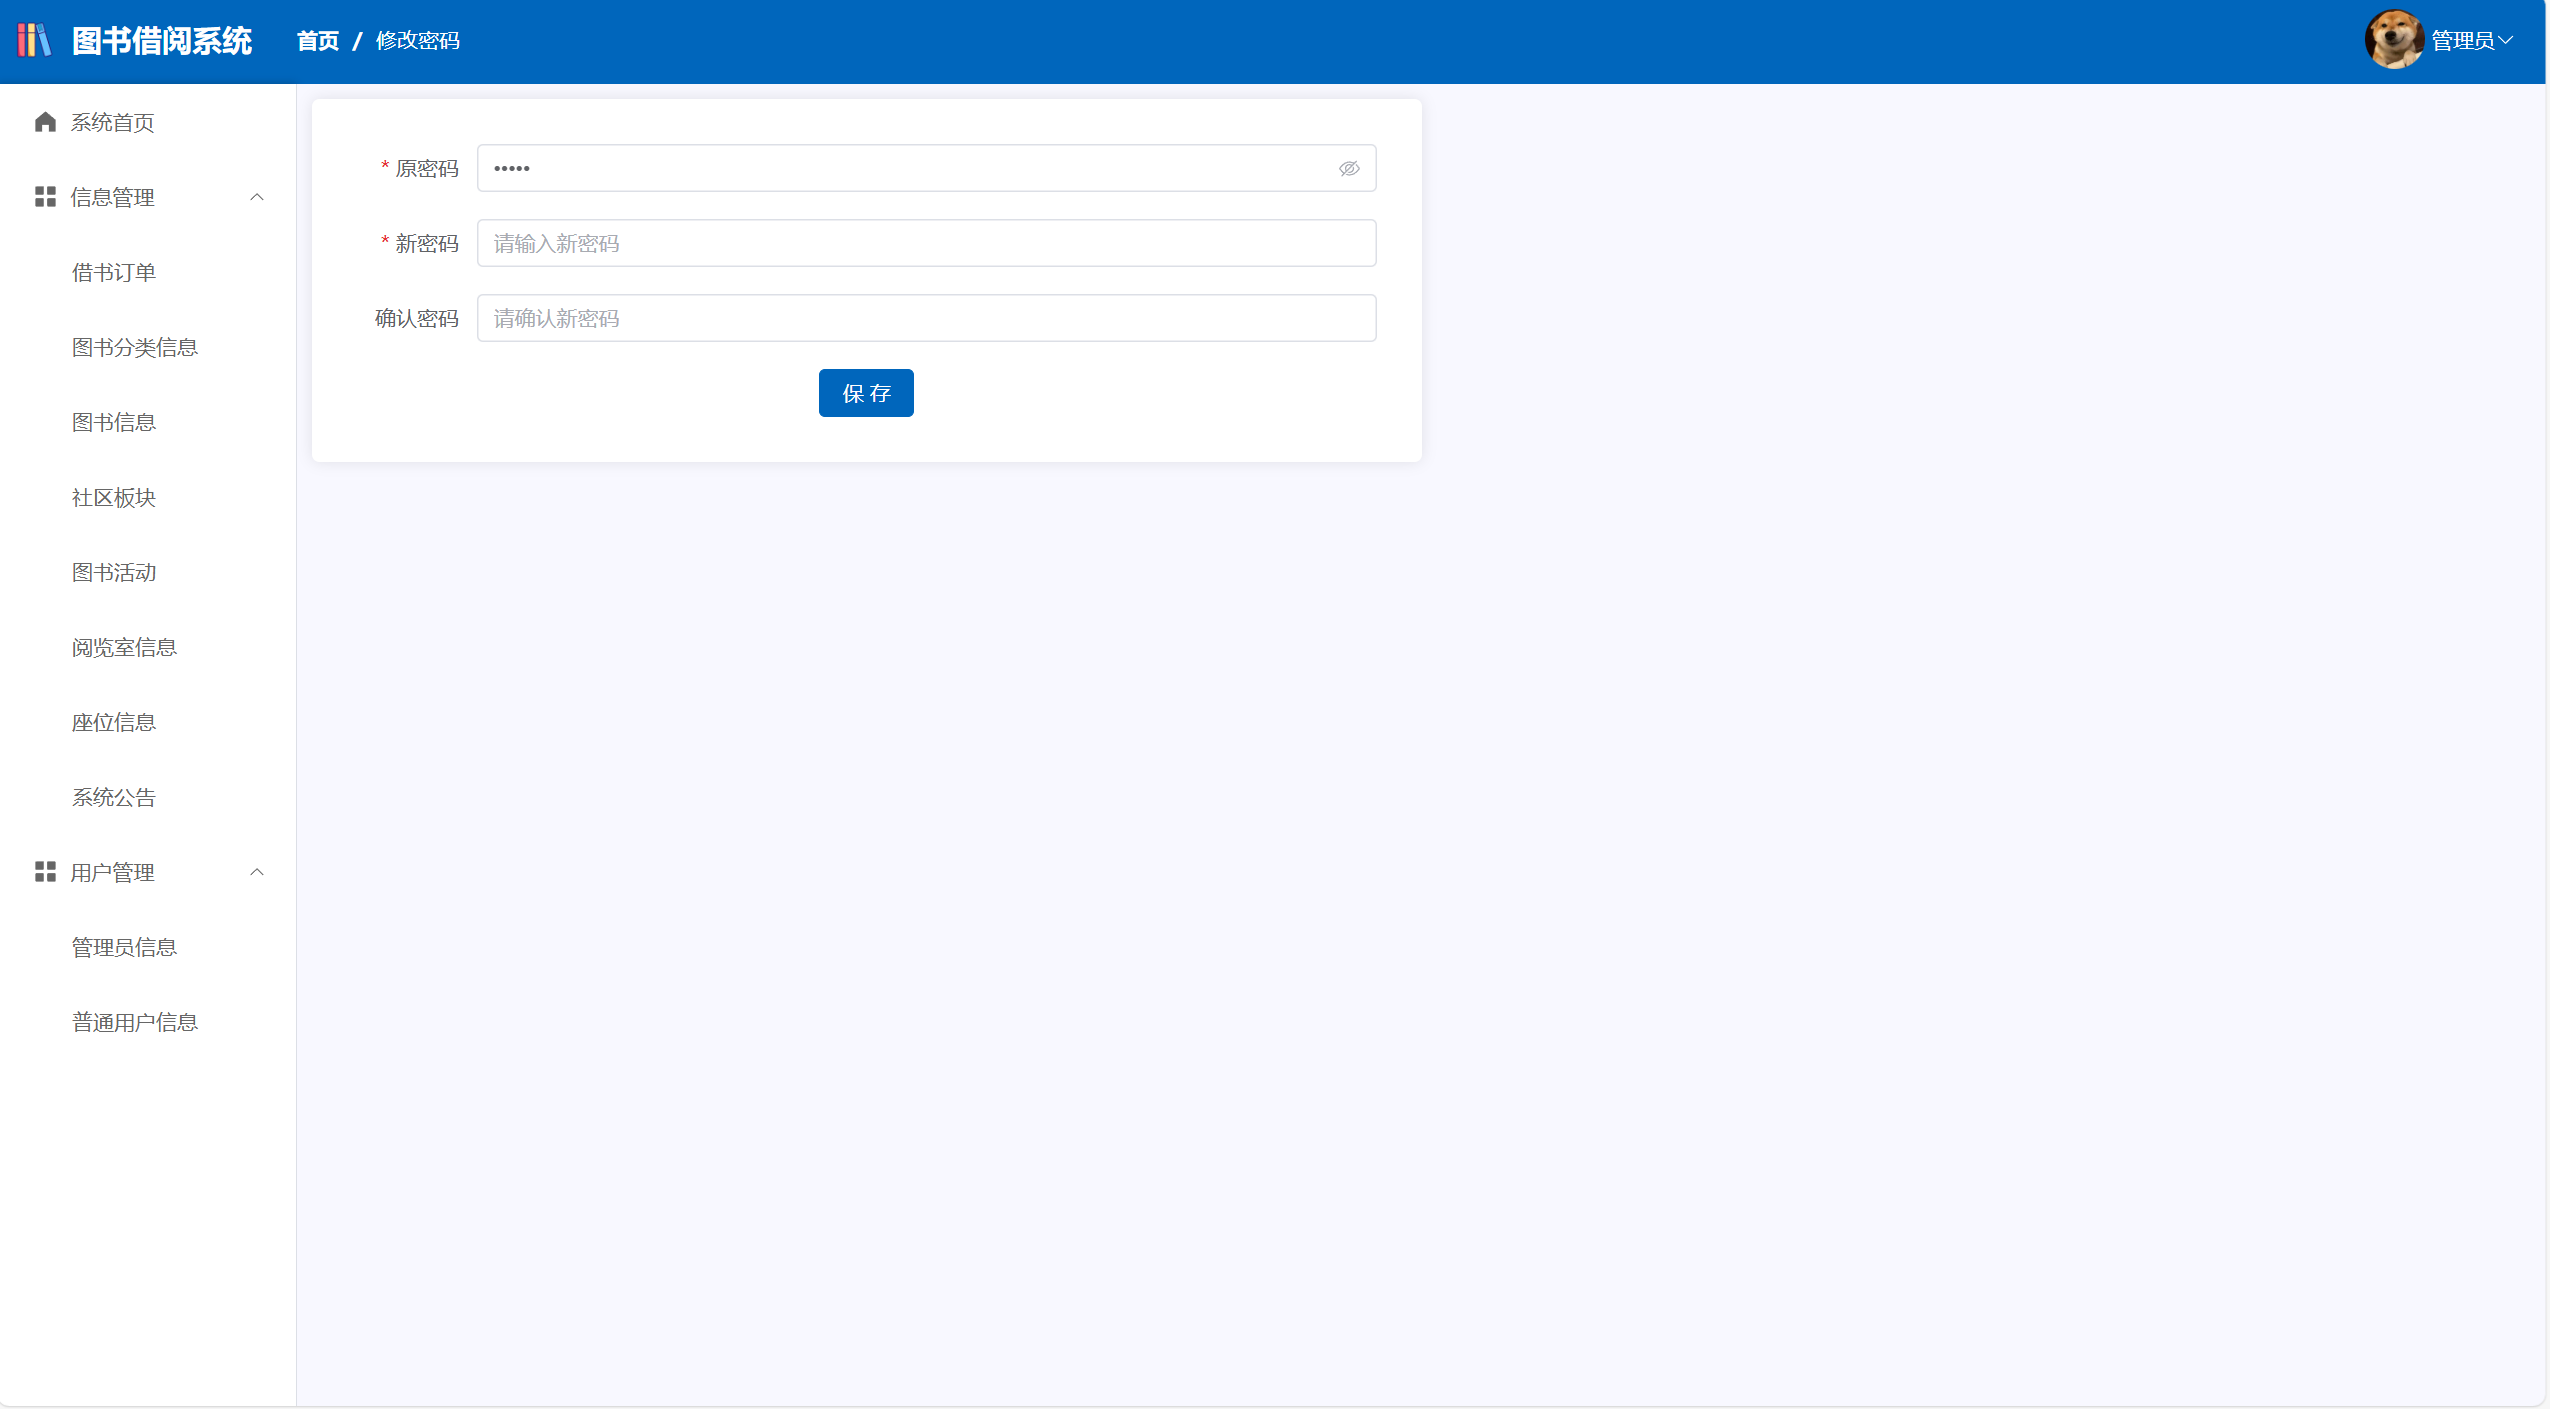 图书借阅系统
首页 / 修改密码
管理员
系统首页
信息管理
借书订单
图书分类信息
图书信息
社区板块
图书活动
阅览室信息
座位信息
系统公告
用户管理
管理员信息
普通用户信息
* 原密码 •••••
* 新密码 请输入新密码
确认密码 请确认新密码
保 存